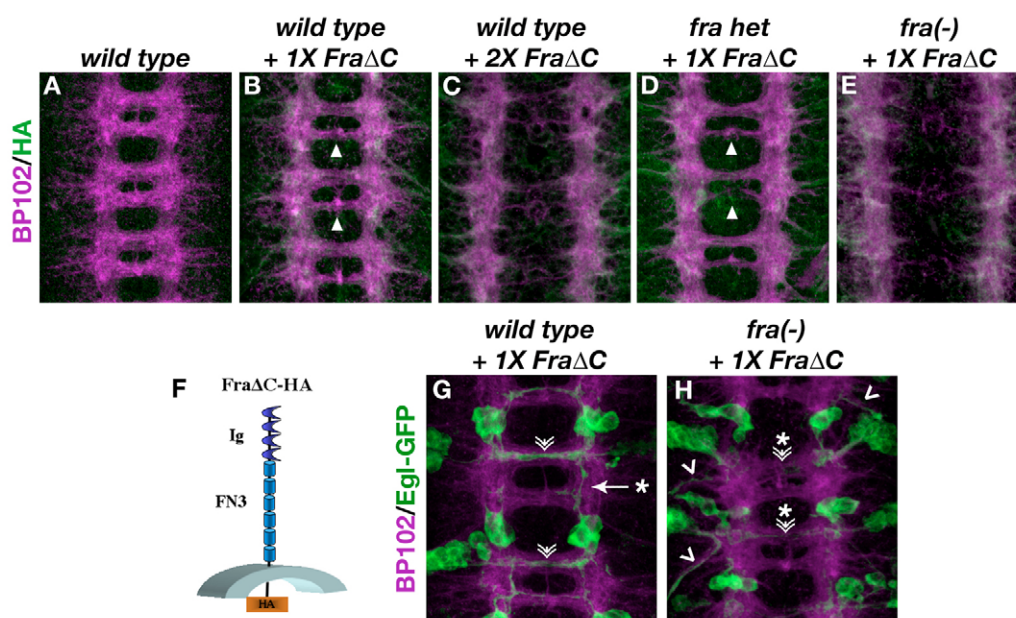 wild type
wild type
+ 1X FraΔC
wild type
+ 2X FraΔC
fra het
+ 1X FraΔC
fra(-)
+ 1X FraΔC
BP102/HA
A
B
C
D
E
wild type
+ 1X FraΔC
fra(-)
+ 1X FraΔC
F
FraΔC-HA
Ig
FN3
HA
BP102/Egl-GFP
G
*
H
*
*